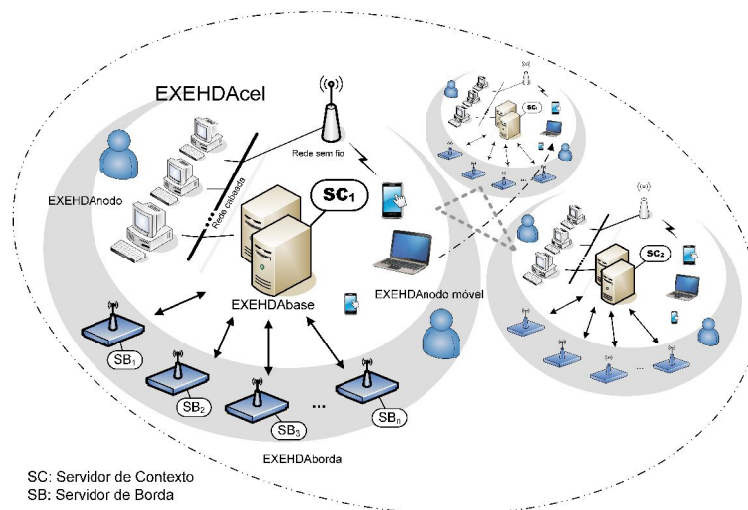 EXEHDAcel
Rede sem fio
EXEHDAnodo
Rede cabeada
SC1
EXEHDAbase
EXEHDAnodo móvel
SB1
SB2
SB3
...
SBn
EXEHDAborda
...
SC2
...
SC: Servidor de Contexto
SB: Servidor de Borda